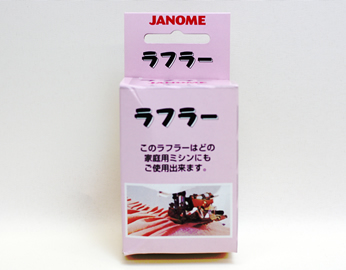 JANOME
ラフラー
ラフラー
このラフラーはどの
家庭用ミシンにも
ご使用出来ます。